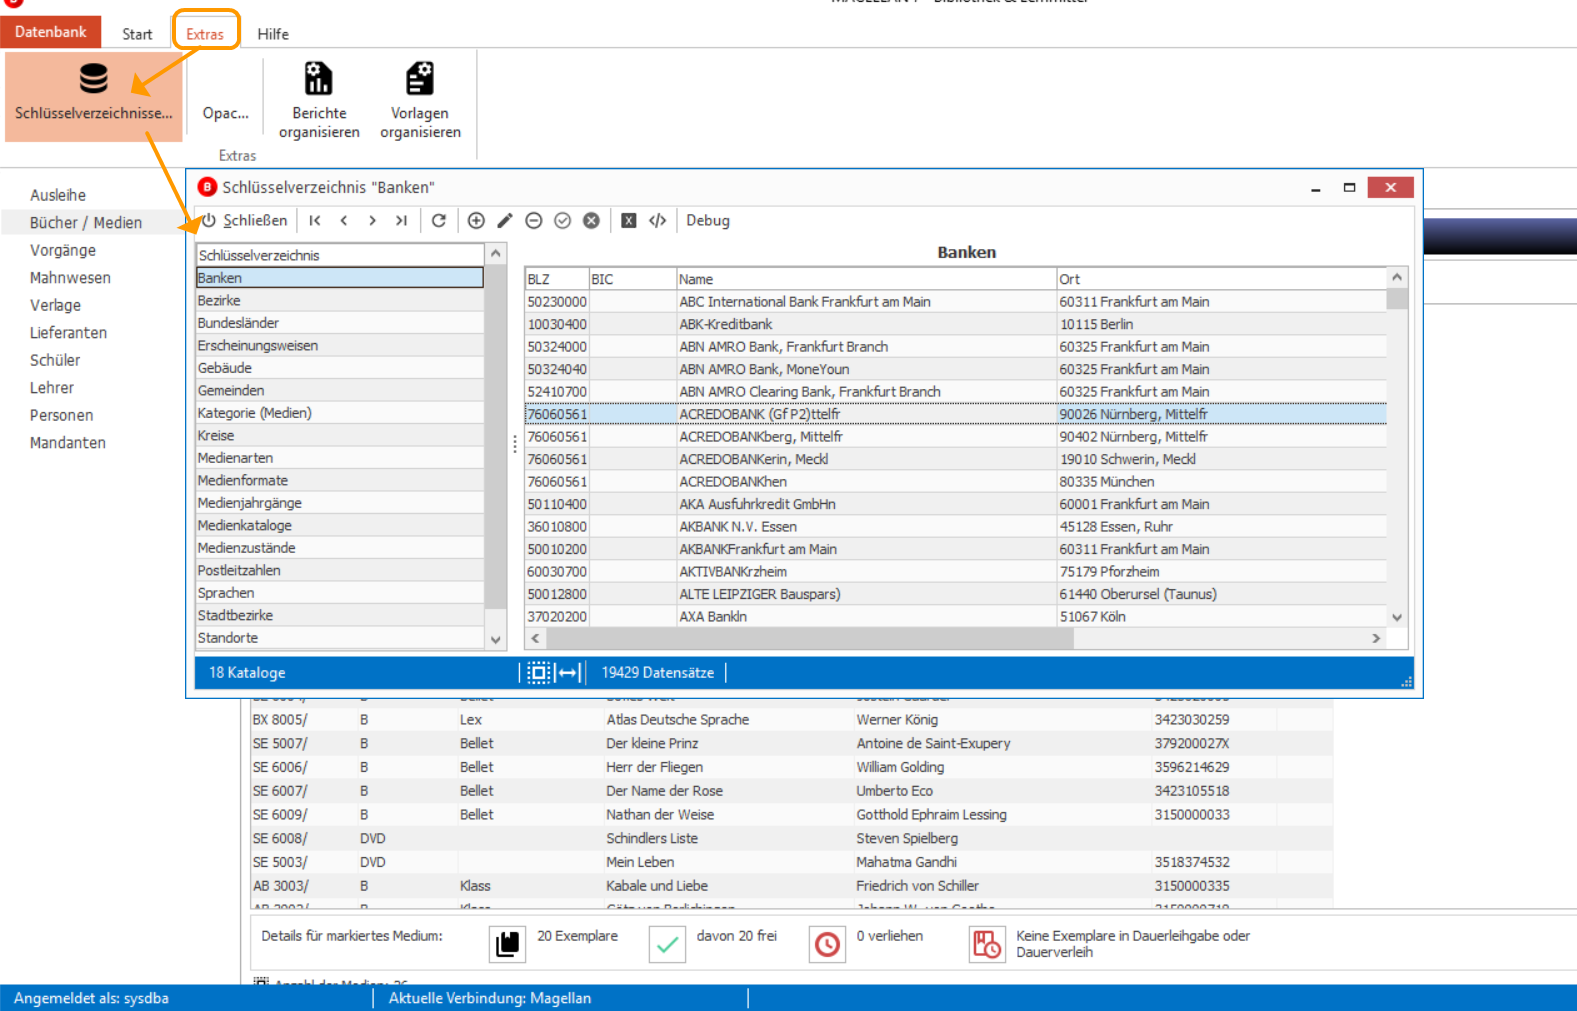 Datenbank Start Extras Hilfe
Schlüsselverzeichnisse... Opac... Berichte organisieren Vorlagen organisieren
Extras
Ausleihe
Bücher / Medien
Vorgänge
Mahnwesen
Verlage
Lieferanten
Schüler
Lehrer
Personen
Mandanten
B Schlüsselverzeichnis "Banken"
Schließen Debug
Schlüsselverzeichnis
Banken
Bezirke
Bundesländer
Erscheinungsweisen
Gebäude
Gemeinden
Kategorie (Medien)
Kreise
Medienarten
Medienformate
Medienjahrgänge
Medienkataloge
Medienzustände
Postleitzahlen
Sprachen
Stadtbezirke
Standorte
Banken
BLZ BIC Name Ort
50230000 ABC International Bank Frankfurt am Main 60311 Frankfurt am Main
10030400 ABK-Kreditbank 10115 Berlin
50324000 ABN AMRO Bank, Frankfurt Branch 60325 Frankfurt am Main
50324040 ABN AMRO Bank, MoneYoun 60325 Frankfurt am Main
52410700 ABN AMRO Clearing Bank, Frankfurt Branch 60325 Frankfurt am Main
76060561 ACREDOBANK (Gf P2)ttelfr 90026 Nürnberg, Mittelfr
76060561 ACREDOBANKberg, Mittelfr 90402 Nürnberg, Mittelfr
76060561 ACREDOBANKerin, Meckl 19010 Schwerin, Meckl
76060561 ACREDOBANKhen 80335 München
50110400 AKA Ausfuhrkredit GmbHn 60001 Frankfurt am Main
36010800 AKBANK N.V. Essen 45128 Essen, Ruhr
50010200 AKBANKFrankfurt am Main 60311 Frankfurt am Main
60030700 AKTIVBANKrzheim 75179 Pforzheim
50012800 ALTE LEIPZIGER Bauspars) 61440 Oberursel (Taunus)
37020200 AXA Bankln 51067 Köln
18 Kataloge 19429 Datensätze
BX 8005/ B Lex Atlas Deutsche Sprache Werner König 3423030259
SE 5007/ B Bellet Der kleine Prinz Antoine de Saint-Exupery 379200027X
SE 6006/ B Bellet Herr der Fliegen William Golding 3596214629
SE 6007/ B Bellet Der Name der Rose Umberto Eco 3423105518
SE 6009/ B Bellet Nathan der Weise Gotthold Ephraim Lessing 3150000033
SE 6008/ DVD Schindlers Liste Steven Spielberg
SE 5003/ DVD Mein Leben Mahatma Gandhi 3518374532
AB 3003/ B Klass Kabale und Liebe Friedrich von Schiller 3150000335
Details für markiertes Medium: 20 Exemplare davon 20 frei 0 verliehen Keine Exemplare in Dauerleihgabe oder
Dauerverleih
Angemeldet als: sysdba Aktuelle Verbindung: Magellan